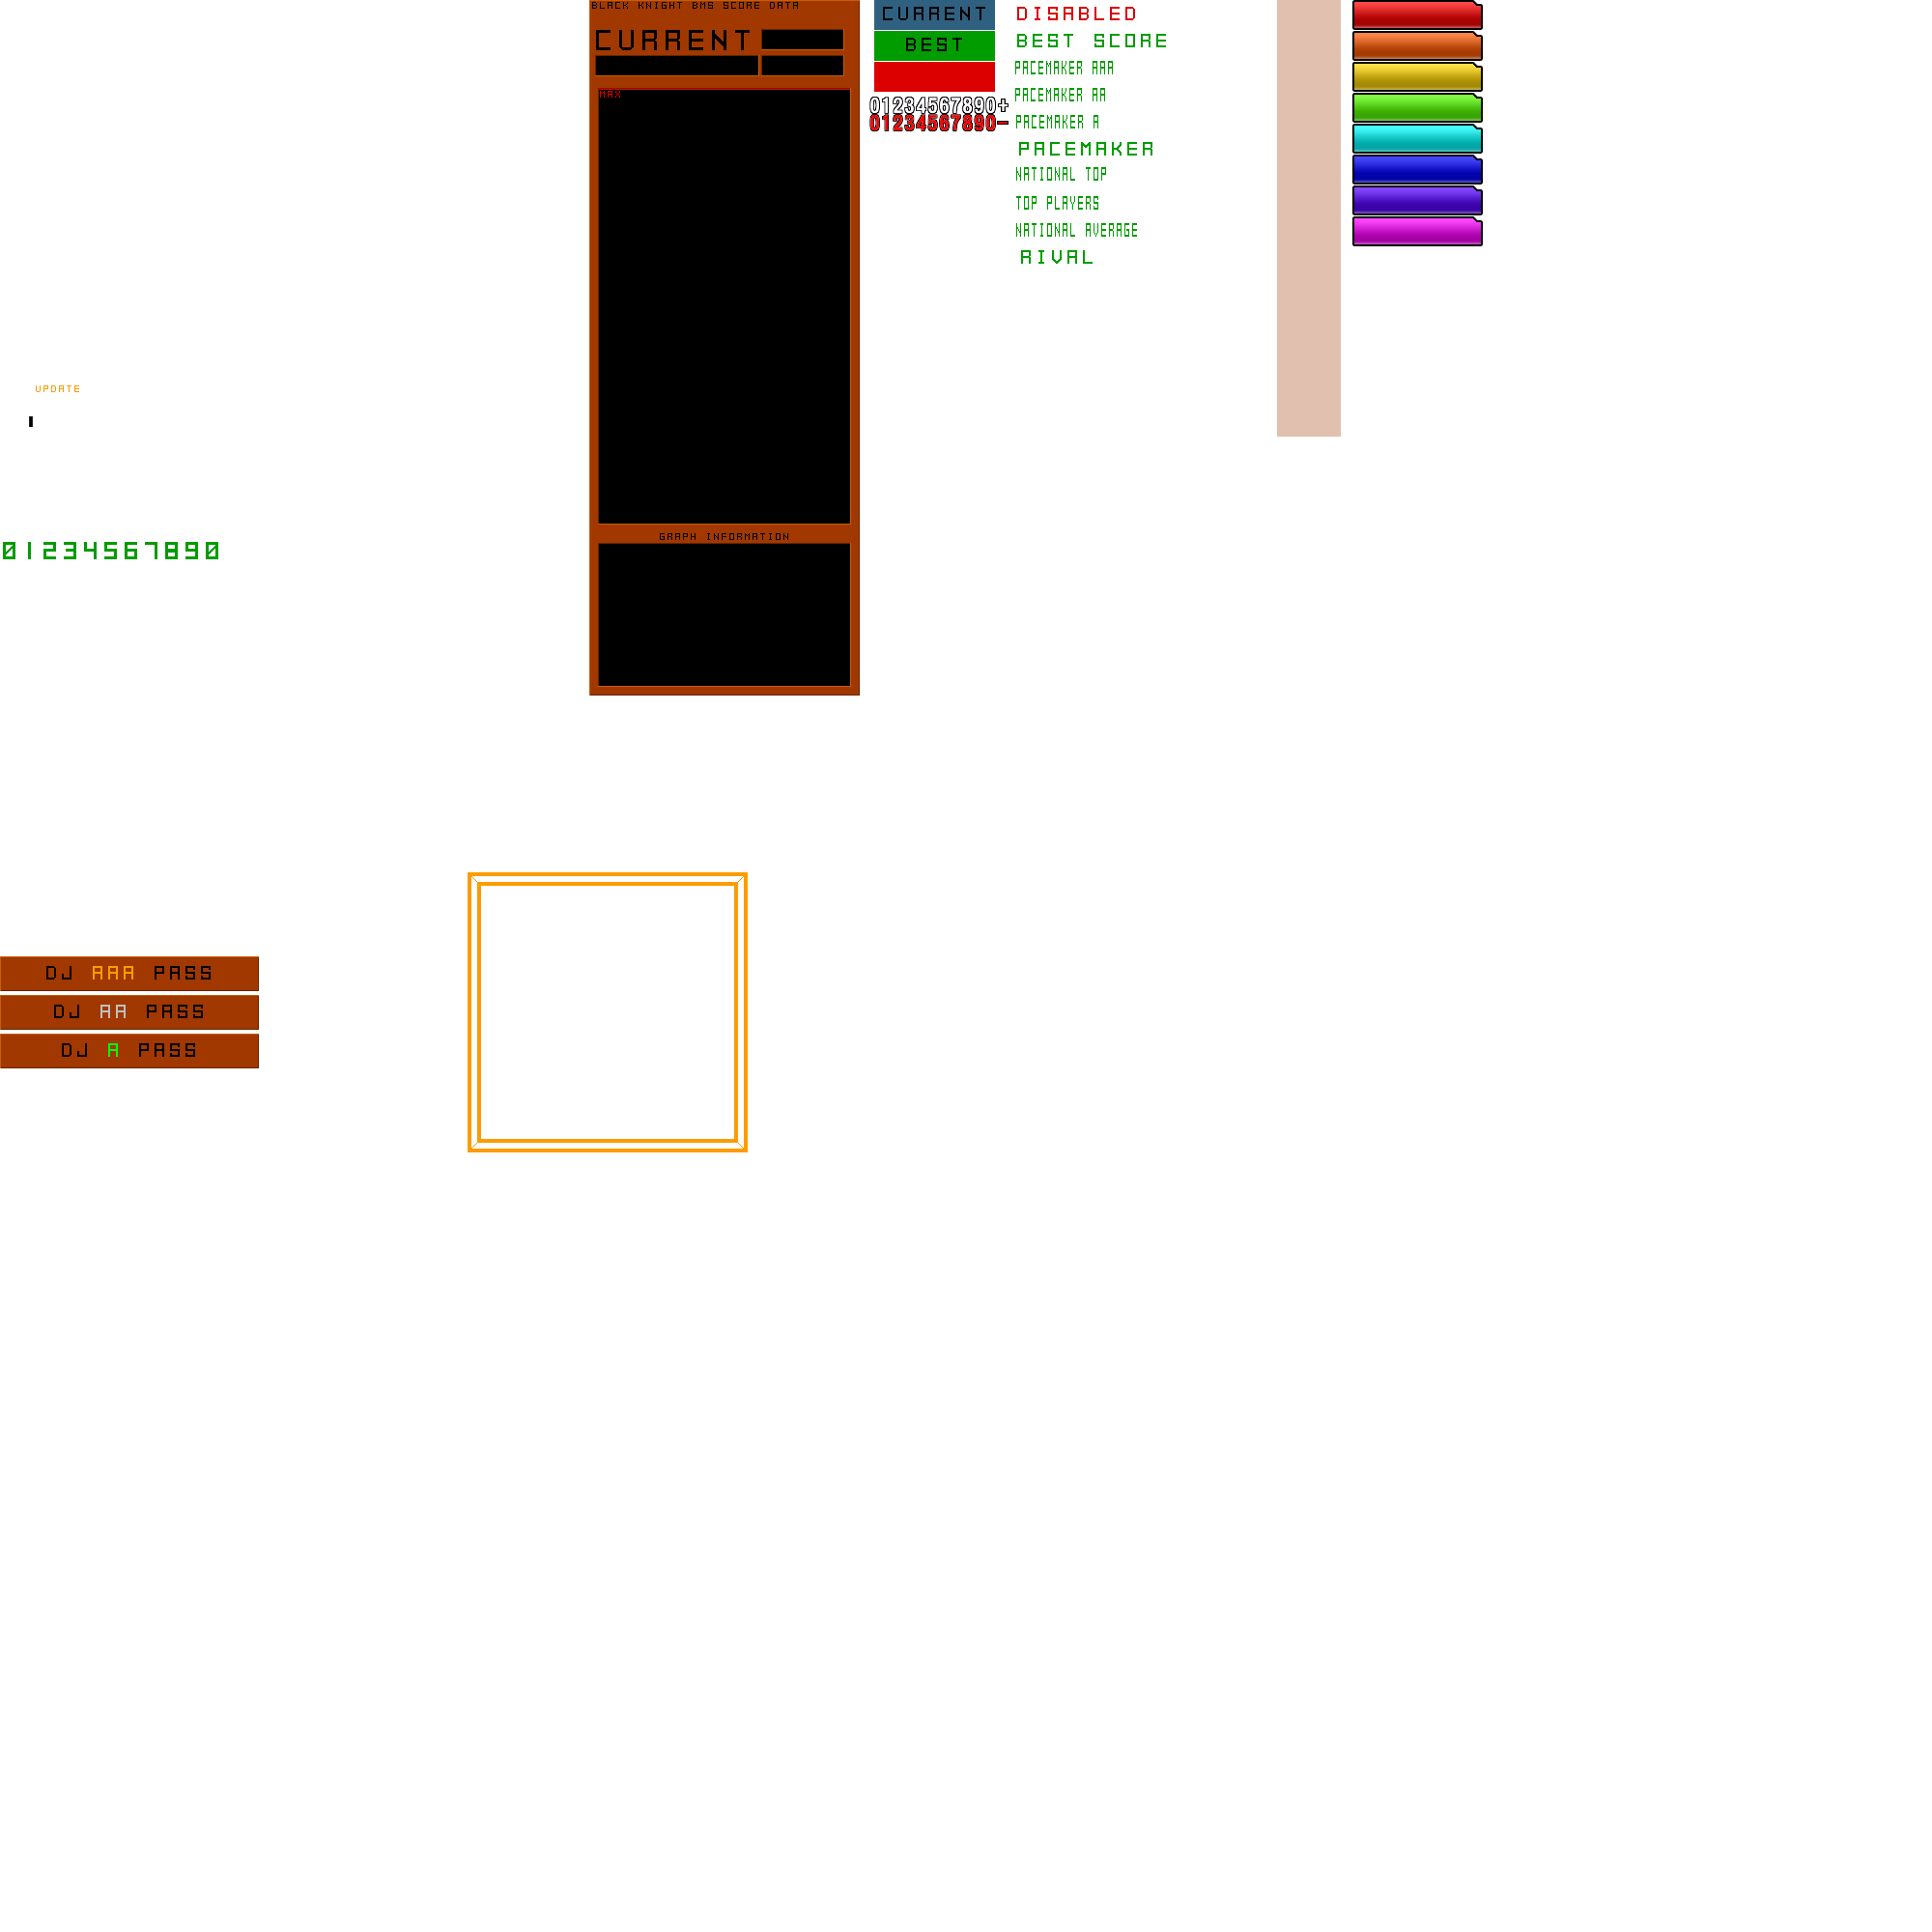 BLACK KNIGHT BMS SCORE DATA
CURRENT
MAX
GRAPH INFORMATION
CURRENT
BEST
01234567890+
01234567890-
DISABLED
BEST SCORE
PACEMAKER AAA
PACEMAKER AA
PACEMAKER A
PACEMAKER
NATIONAL TOP
TOP PLAYERS
NATIONAL AVERAGE
RIVAL
UPDATE
01234567890
DJ AAA PASS
DJ AA PASS
DJ A PASS